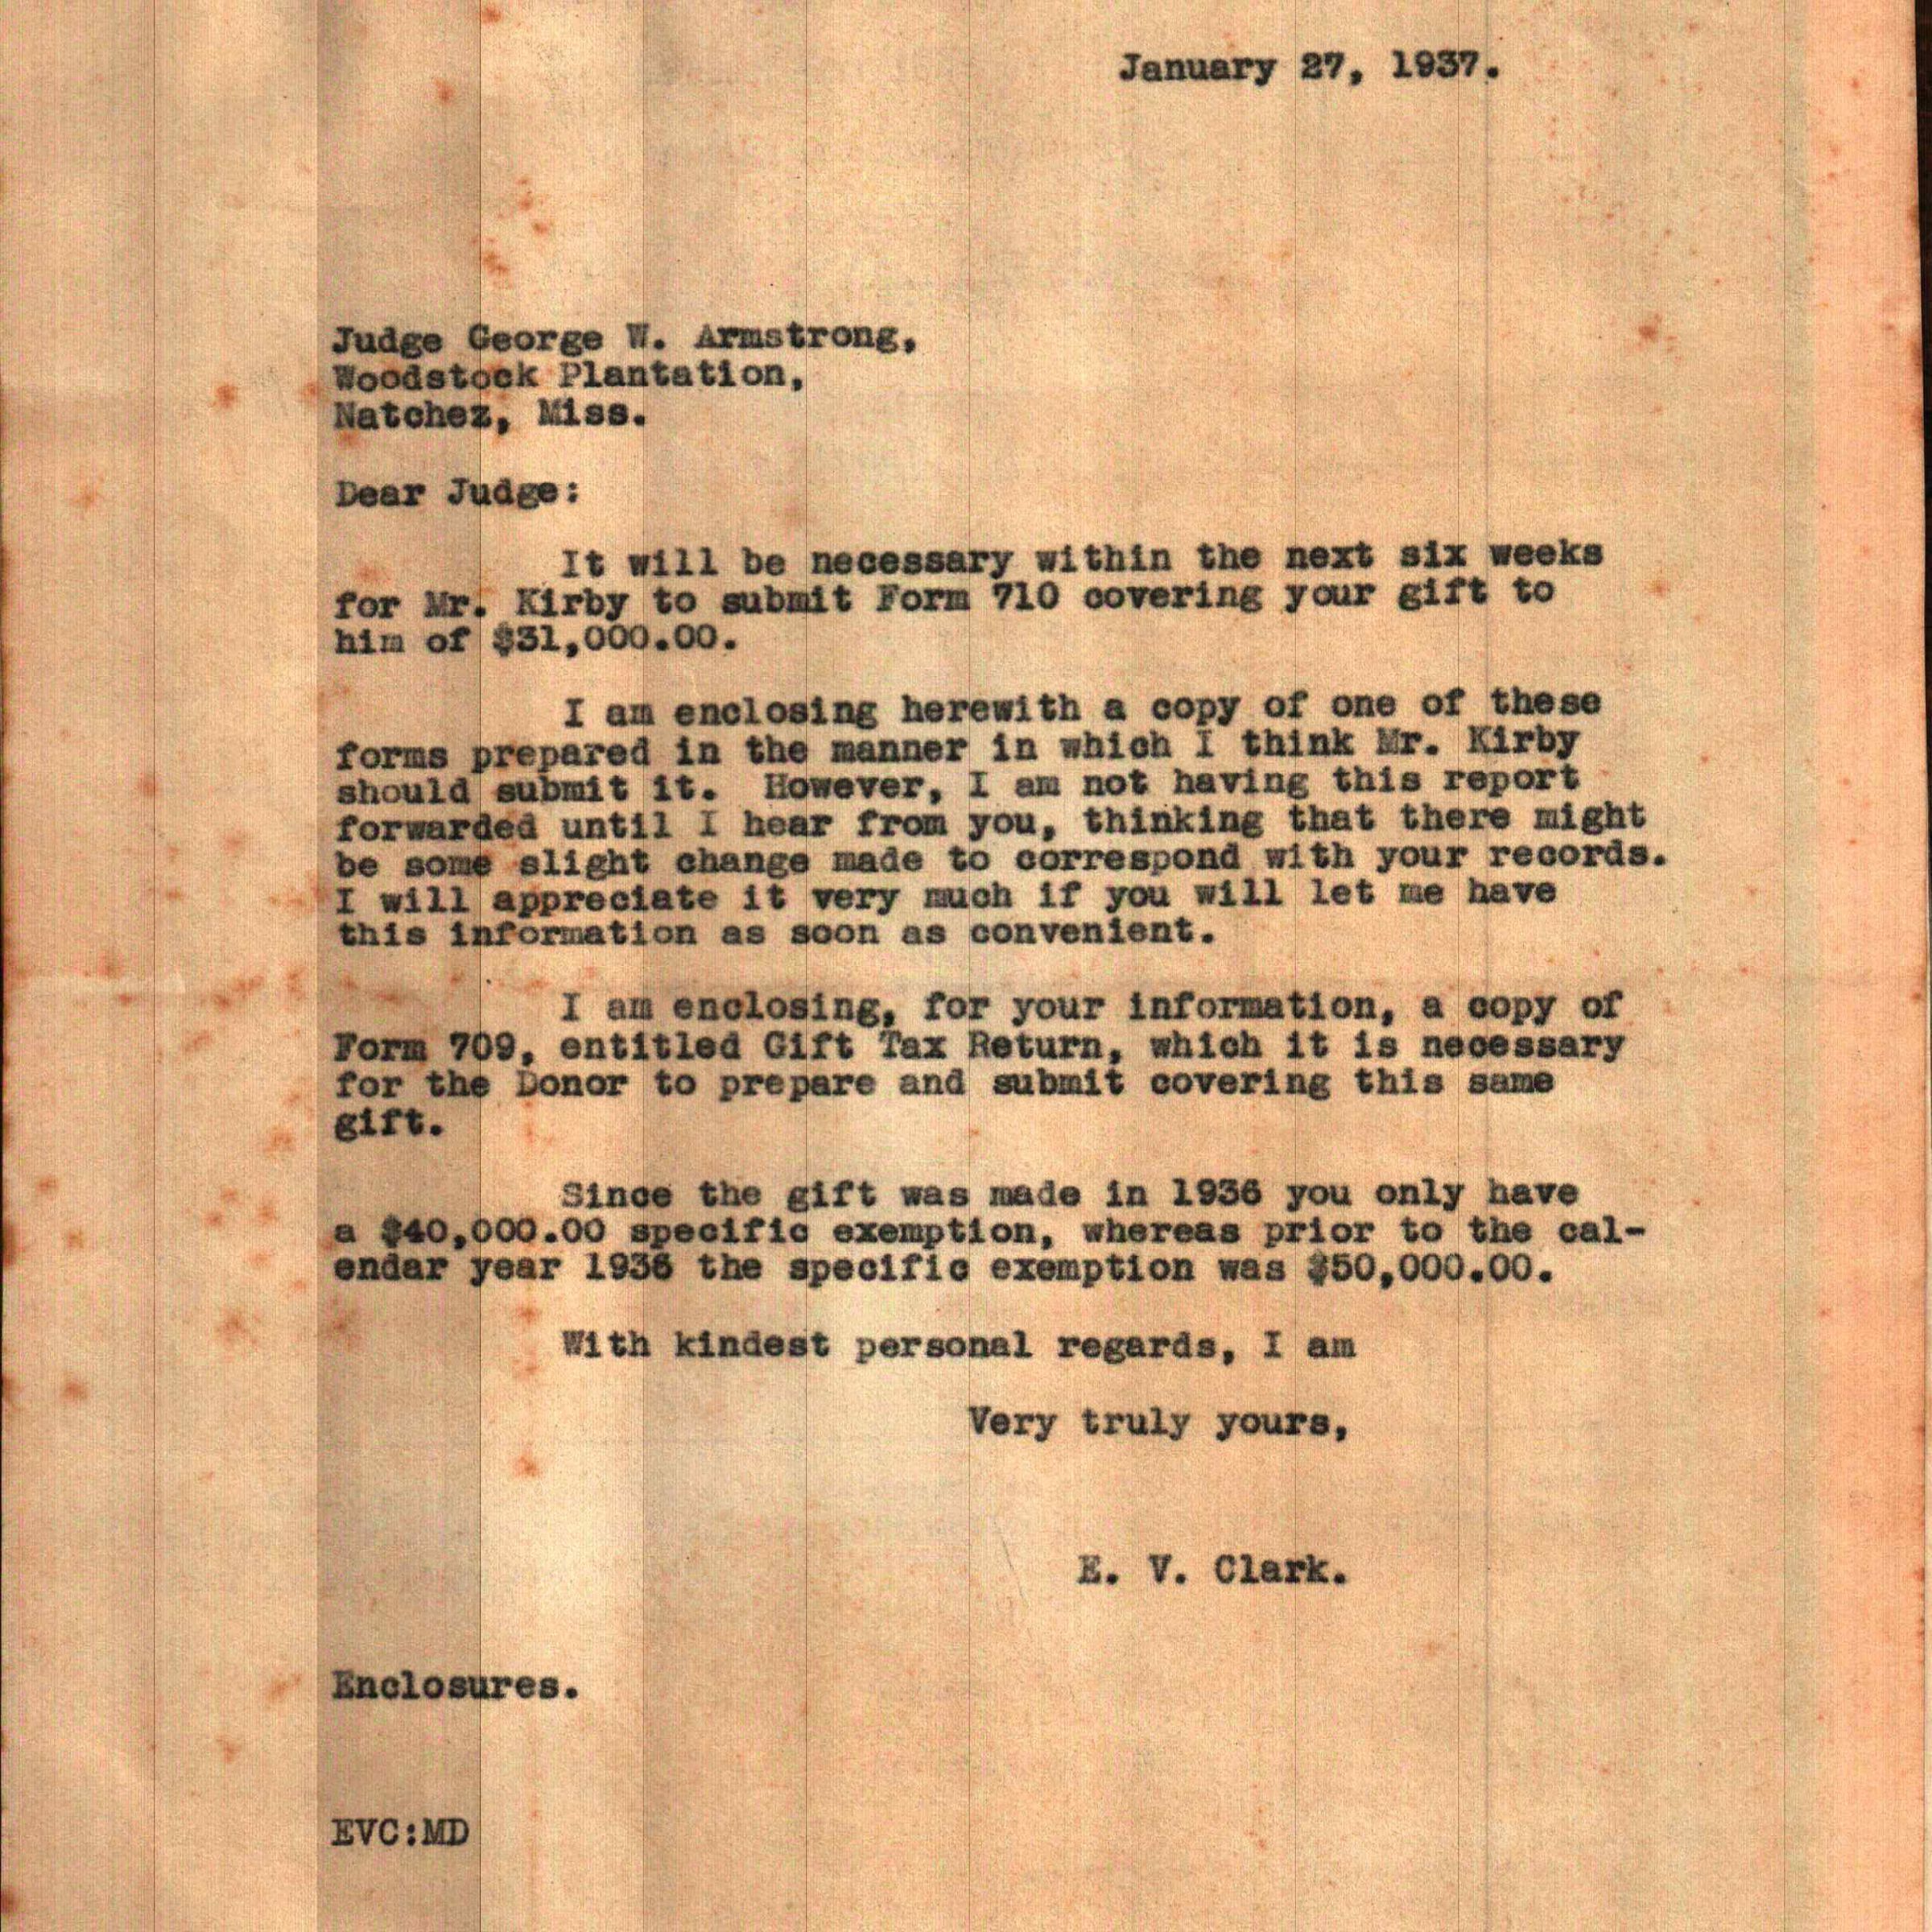 January 27, 1937.
Judge George W. Armstrong,
Woodstock Plantation,
Natchez, Miss.
Dear Judge:
It will be necessary within the next six weeks
for Mr. Kirby to submit Form 710 covering your gift to
him of $31,000.00.
I am enclosing herewith a copy of one of these
forms prepared in the manner in which I think Mr. Kirby
should submit it. However, I am not having this report
forwarded until I hear from you, thinking that there might
be some slight change made to correspond with your records.
I will appreciate it very much if you will let me have
this information as soon as convenient.
I am enclosing, for your information, a copy of
Form 709, entitled Gift Tax Return, which it is necessary
for the Donor to prepare and submit covering this same
gift.
Since the gift was made in 1936 you only have
a $40,000.00 specific exemption, whereas prior to the cal-
endar year 1936 the specific exemption was $50,000.00.
With kindest personal regards, I am
Very truly yours,
E. V. Clark.
Enclosures.
EVC:MD